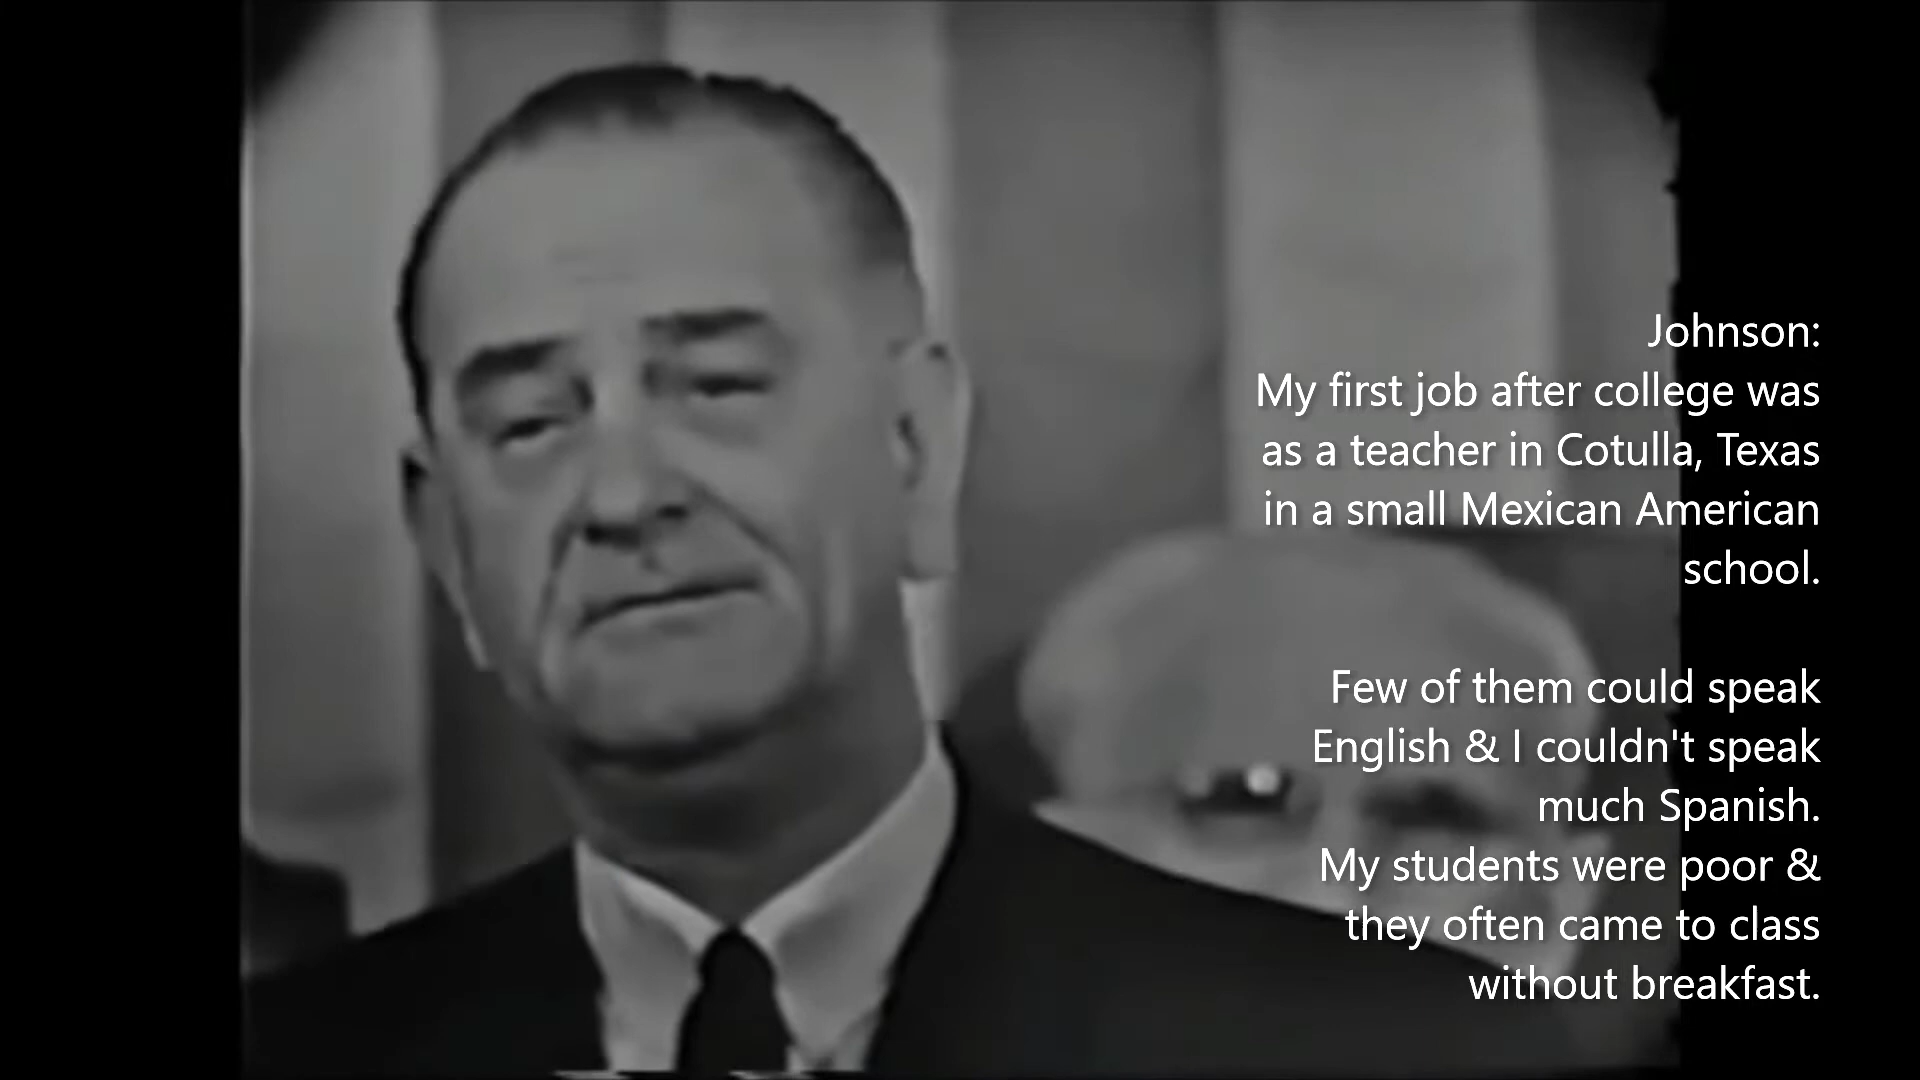 Johnson:
My first job after college was
as a teacher in Cotulla, Texas
in a small Mexican American
school.
Few of them could speak
English & I couldn't speak
much Spanish.
My students were poor &
they often came to class
without breakfast.